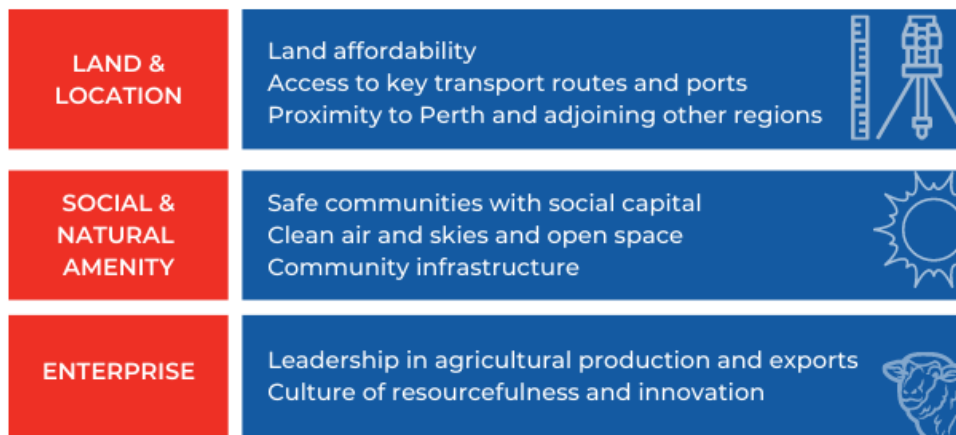 LAND &
LOCATION
Land affordability
Access to key transport routes and ports
Proximity to Perth and adjoining other regions
SOCIAL &
NATURAL
AMENITY
Safe communities with social capital
Clean air and skies and open space
Community infrastructure
ENTERPRISE
Leadership in agricultural production and exports
Culture of resourcefulness and innovation